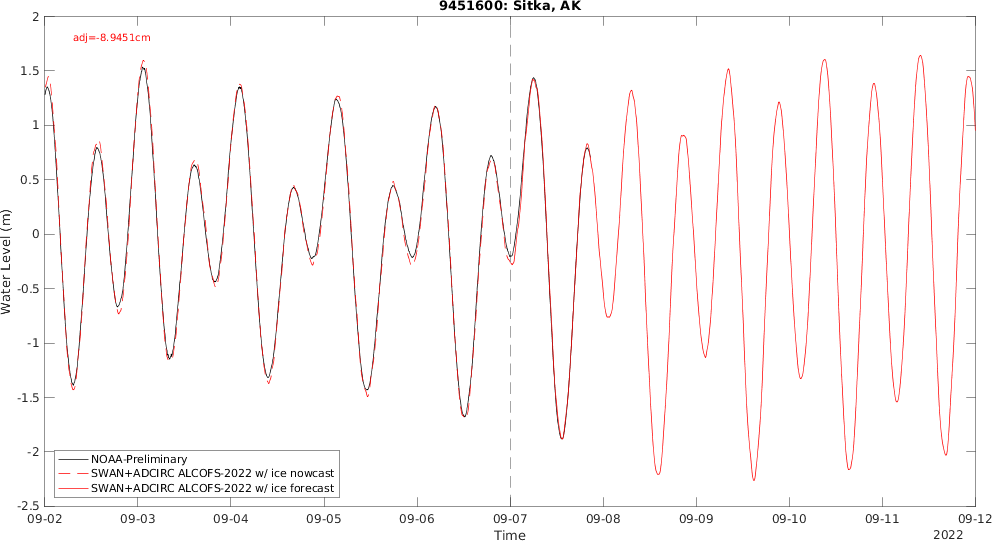 9451600: Sitka, AK
adj=-8.9451cm
2
1.5
1
0.5
0
-0.5
-1
-1.5
-2
-2.5
Water Level (m)
NOAA-Preliminary
SWAN+ADCIRC ALCOFS-2022 w/ ice nowcast
SWAN+ADCIRC ALCOFS-2022 w/ ice forecast
09-02 09-03 09-04 09-05 09-06 09-07 09-08 09-09 09-10 09-11 09-12
Time
2022